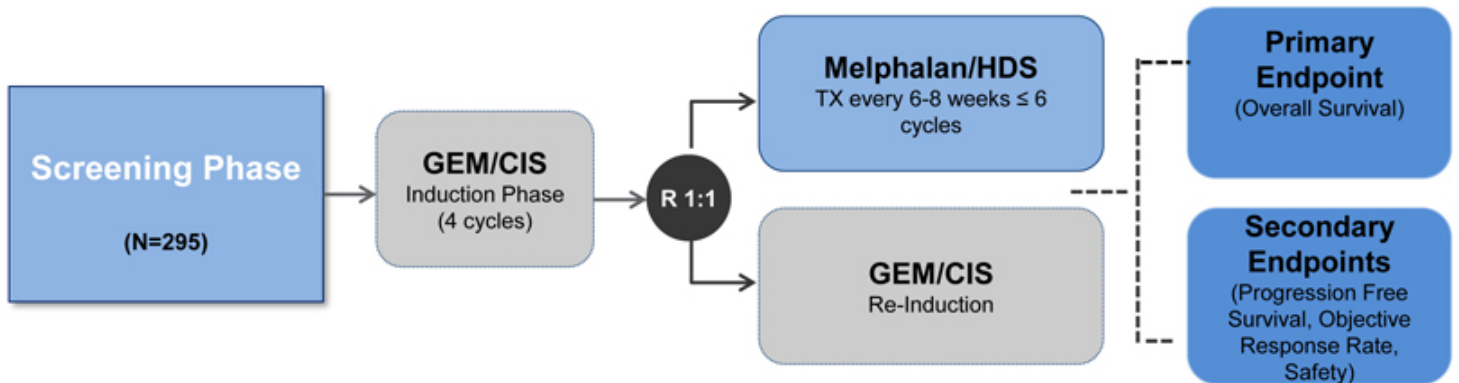 Screening Phase
(N=295)
GEM/CIS
Induction Phase
(4 cycles)
R 1:1
Melphalan/HDS
TX every 6-8 weeks ≤ 6
cycles
GEM/CIS
Re-Induction
Primary
Endpoint
(Overall Survival)
Secondary
Endpoints
(Progression Free
Survival, Objective
Response Rate,
Safety)